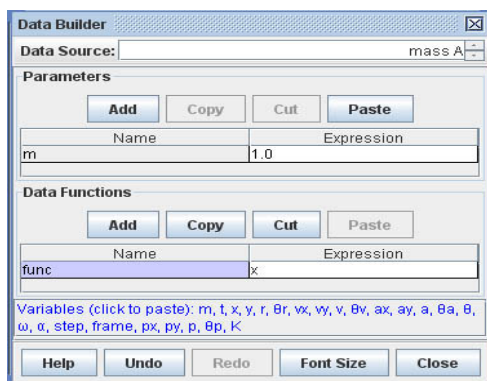 Data Builder
Data Source: mass A
Parameters
Add Copy Cut Paste
Name Expression
m 1.0
Data Functions
Add Copy Cut Paste
Name Expression
func x
Variables (click to paste): m, t, x, y, r, θr, vx, vy, v, θv, ax, ay, a, θa, θ,
ω, α, step, frame, px, py, p, θp, K
Help Undo Redo Font Size Close